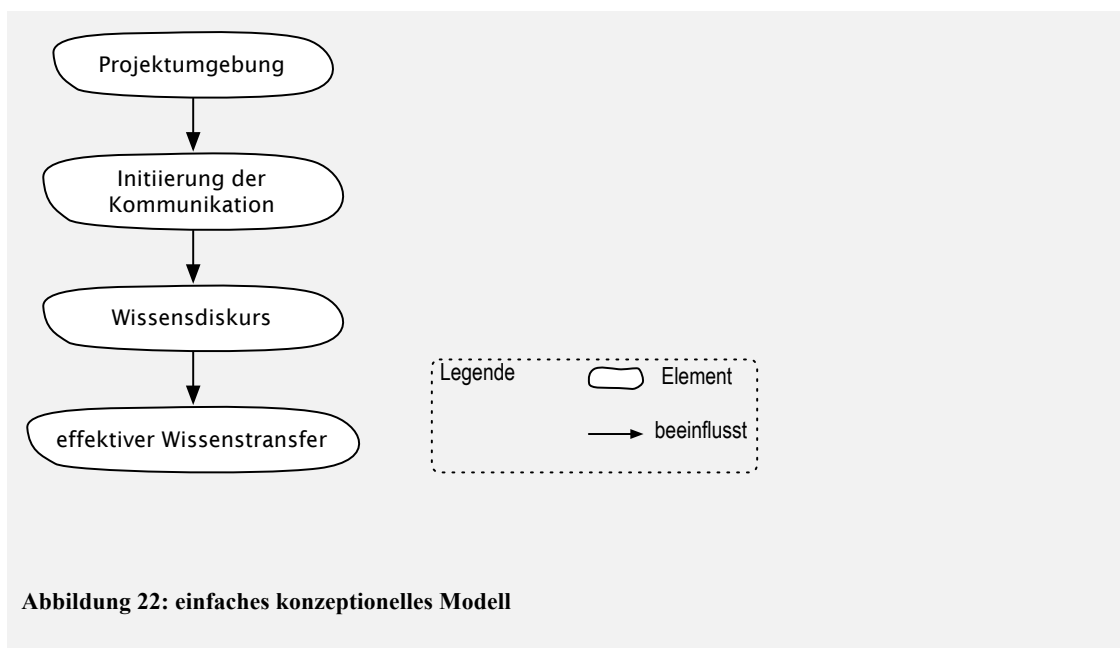 Projektumgebung
Initiierung der
Kommunikation
Wissensdiskurs
effektiver Wissenstransfer
Legende
Element
beeinflusst
Abbildung 22: einfaches konzeptionelles Modell